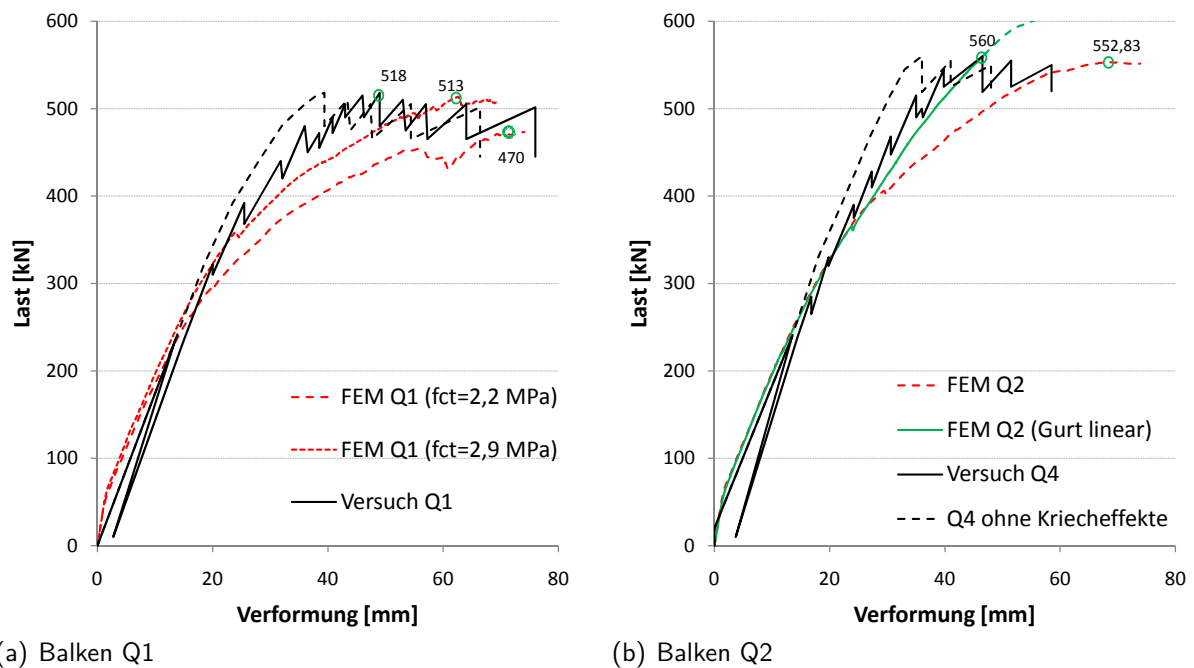 600
500
400
300
200
100
0
0
20
40
60
80
Last [kN]
Verformung [mm]
518
513
470
FEM Q1 (fct=2,2 MPa)
FEM Q1 (fct=2,9 MPa)
Versuch Q1
(a) Balken Q1
600
500
400
300
200
100
0
0
20
40
60
80
Last [kN]
Verformung [mm]
560
552,83
FEM Q2
FEM Q2 (Gurt linear)
Versuch Q4
Q4 ohne Kriecheffekte
(b) Balken Q2